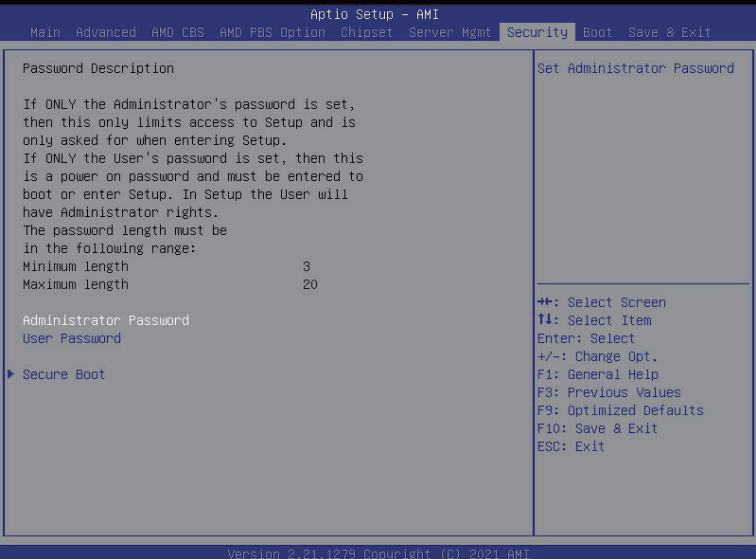 Aptio Setup – AMI
Main Advanced AMD CBS AMD PBS Option Chipset Server Mgmt Security Boot Save & Exit
Password Description
If ONLY the Administrator's password is set,
then this only limits access to Setup and is
only asked for when entering Setup.
If ONLY the User's password is set, then this
is a power on password and must be entered to
boot or enter Setup. In Setup the User will
have Administrator rights.
The password length must be
in the following range:
Minimum length 3
Maximum length 20
Administrator Password
User Password
Secure Boot
Set Administrator Password
→←: Select Screen
↑↓: Select Item
Enter: Select
+/-: Change Opt.
F1: General Help
F3: Previous Values
F9: Optimized Defaults
F10: Save & Exit
ESC: Exit
Version 2.21.1279 Copyright (C) 2021 AMI